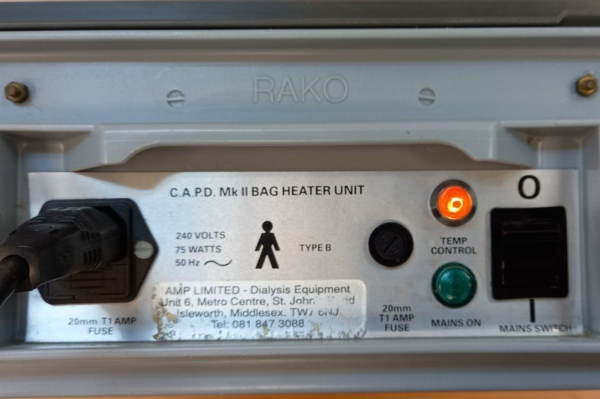 RAKO
C.A.P.D. Mk II BAG HEATER UNIT
240 VOLTS
75 WATTS
50 Hz
TYPE B
O
TEMP
CONTROL
AMP LIMITED - Dialysis Equipment
Unit 6, Metro Centre, St.
Isleworth, Middlesex. TW7 6NJ
Tel: 081 847 3088
20mm T1 AMP
FUSE
20mm
T1 AMP
FUSE
MAINS ON
I
MAINS SWITCH